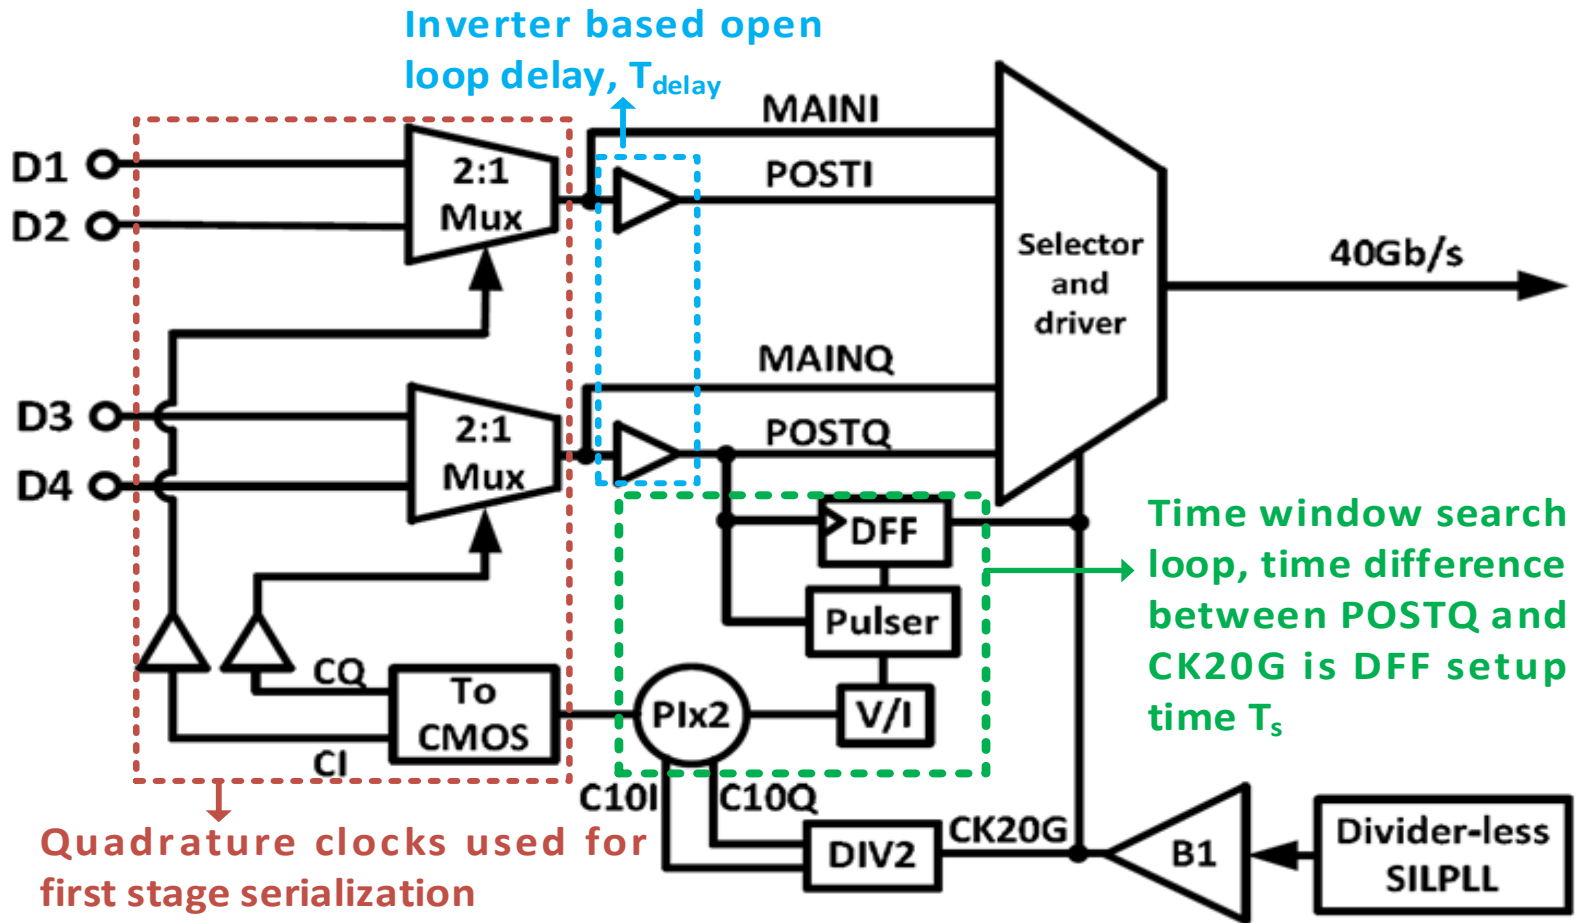 Inverter based open
loop delay, Tdelay
MAINI
D1
2:1
Mux
POSTI
D2
Selector
and
driver
40Gb/s
MAINQ
D3
2:1
Mux
POSTQ
D4
DFF
Time window search
loop, time difference
between POSTQ and
CK20G is DFF setup
time Ts
Pulser
CQ
To
CMOS
PIx2
V/I
CI
C10I
C10Q
CK20G
DIV2
B1
Divider-less
SILPLL
Quadrature clocks used for
first stage serialization